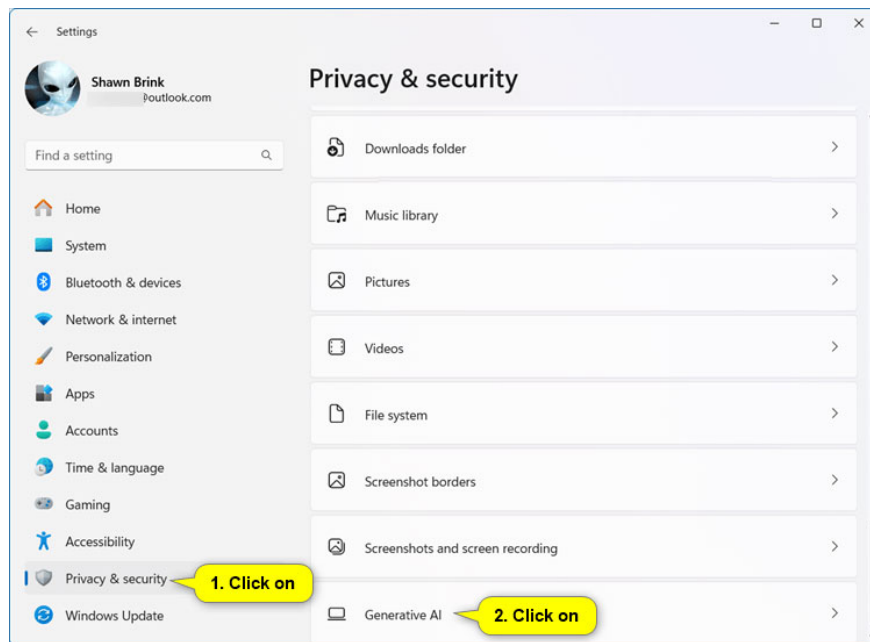 Settings
Shawn Brink
@outlook.com
Find a setting
Home
System
Bluetooth & devices
Network & internet
Personalization
Apps
Accounts
Time & language
Gaming
Accessibility
Privacy & security
1. Click on
Windows Update
Privacy & security
Downloads folder
Music library
Pictures
Videos
File system
Screenshot borders
Screenshots and screen recording
Generative AI
2. Click on